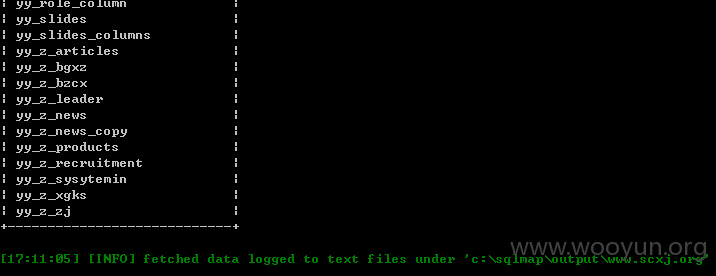 ¦ yy_role_column ¦
¦ yy_slides ¦
¦ yy_slides_columns ¦
¦ yy_z_articles ¦
¦ yy_z_bgxz ¦
¦ yy_z_bzcx ¦
¦ yy_z_leader ¦
¦ yy_z_news ¦
¦ yy_z_news_copy ¦
¦ yy_z_products ¦
¦ yy_z_recruitment ¦
¦ yy_z_sysytemin ¦
¦ yy_z_xgks ¦
¦ yy_z_zj ¦
+----------------------------+
www.wooyun.org
[17:11:05] [INFO] fetched data logged to text files under 'c:\sqlmap\output\www.scxj.org'